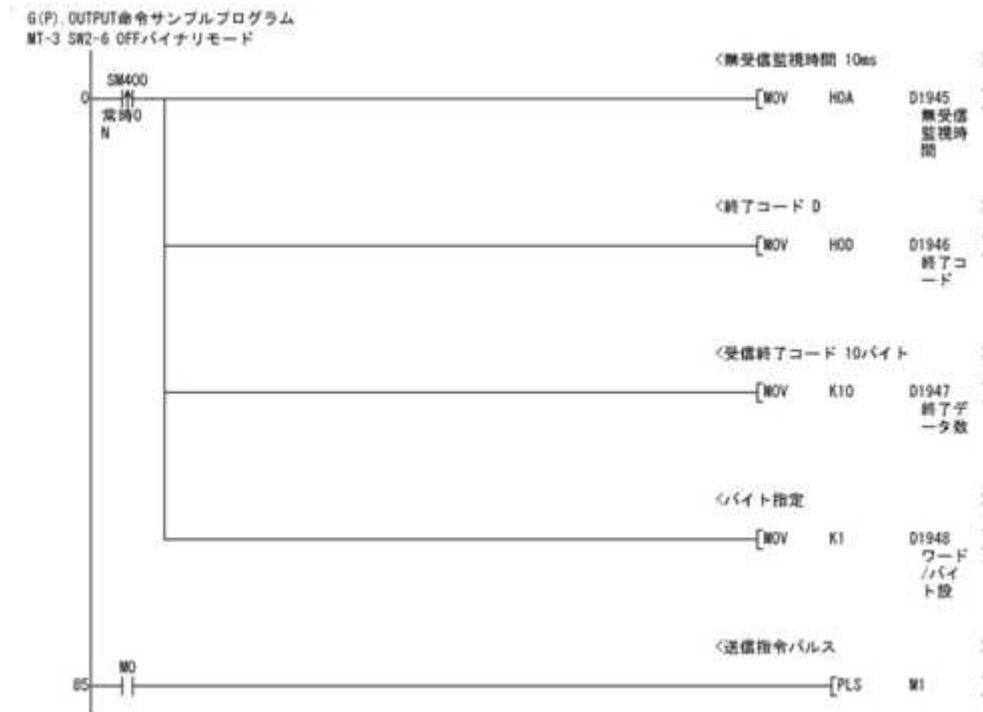 G(P).OUTPUT命令サンプルプログラム
MT-3 SW2-6 OFFバイナリモード
<無受信監視時間 10ms
SM400
0
[MOV H0A D1945
常時O
N
無受信
監視時
間
<終了コード D
[MOV H0D D1946
終了コ
ード
<受信終了コード 10バイト
[MOV K10 D1947
終了デ
ータ数
<バイト指定
[MOV K1 D1948
ワード
/バイ
ト設
<送信指令パルス
M0
85
[PLS M1